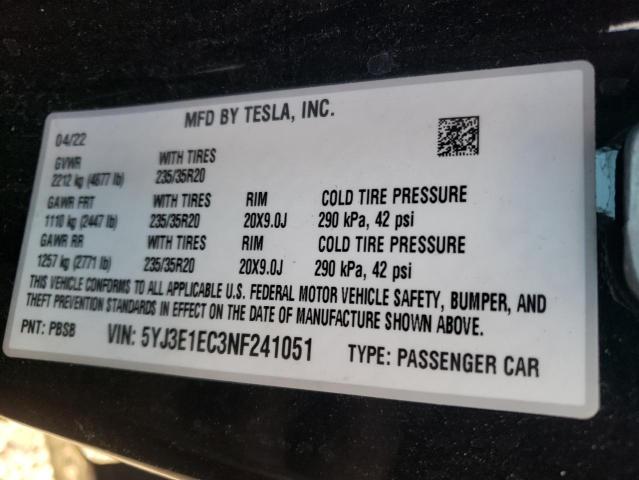 MFD BY TESLA, INC.
04/22
GVWR WITH TIRES
2212 kg (4877 lb) 235/35R20
GAWR FRT WITH TIRES RIM COLD TIRE PRESSURE
1110 kg (2447 lb) 235/35R20 20X9.0J 290 kPa, 42 psi
GAWR RR WITH TIRES RIM COLD TIRE PRESSURE
1257 kg (2771 lb) 235/35R20 20X9.0J 290 kPa, 42 psi
THIS VEHICLE CONFORMS TO ALL APPLICABLE U.S. FEDERAL MOTOR VEHICLE SAFETY, BUMPER, AND
THEFT PREVENTION STANDARDS IN EFFECT ON THE DATE OF MANUFACTURE SHOWN ABOVE.
PNT: PBSB VIN: 5YJ3E1EC3NF241051 TYPE: PASSENGER CAR